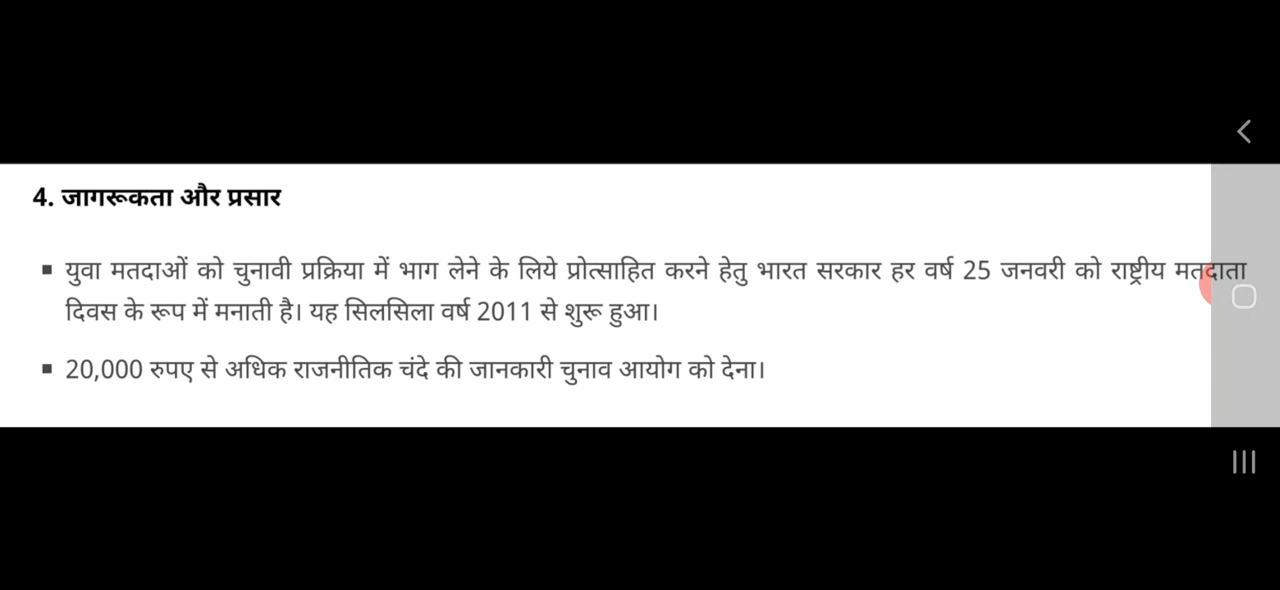 4. जागरूकता और प्रसार
▪ युवा मतदाओं को चुनावी प्रक्रिया में भाग लेने के लिये प्रोत्साहित करने हेतु भारत सरकार हर वर्ष 25 जनवरी को राष्ट्रीय मतदाता
दिवस के रूप में मनाती है। यह सिलसिला वर्ष 2011 से शुरू हुआ।
▪ 20,000 रुपए से अधिक राजनीतिक चंदे की जानकारी चुनाव आयोग को देना।